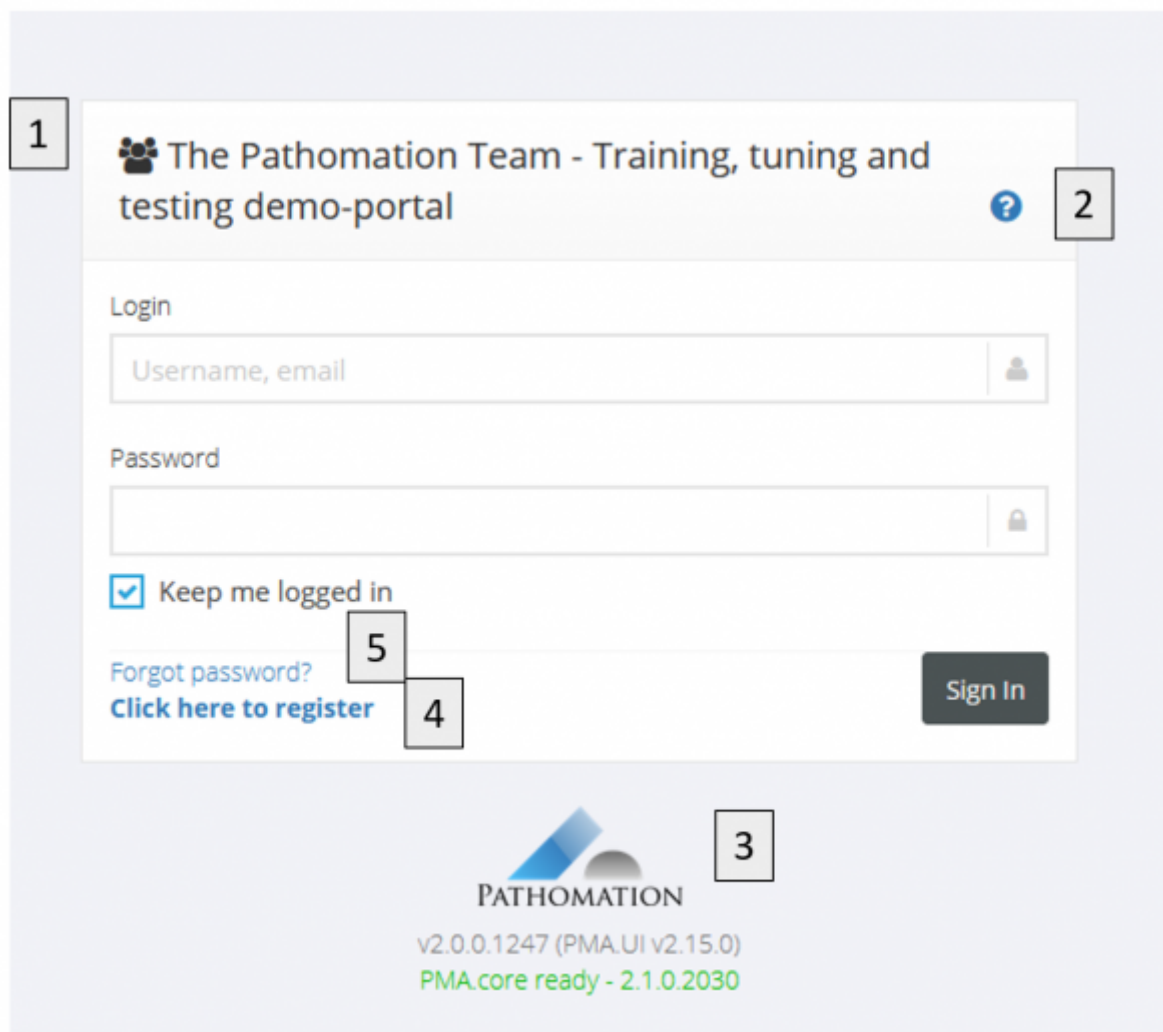 1
The Pathomation Team - Training, tuning and
testing demo-portal
?
2
Login
Username, email
Password
Keep me logged in
5
Forgot password?
Click here to register
4
Sign In
3
PATHOMATION
v2.0.0.1247 (PMA.UI v2.15.0)
PMA.core ready - 2.1.0.2030